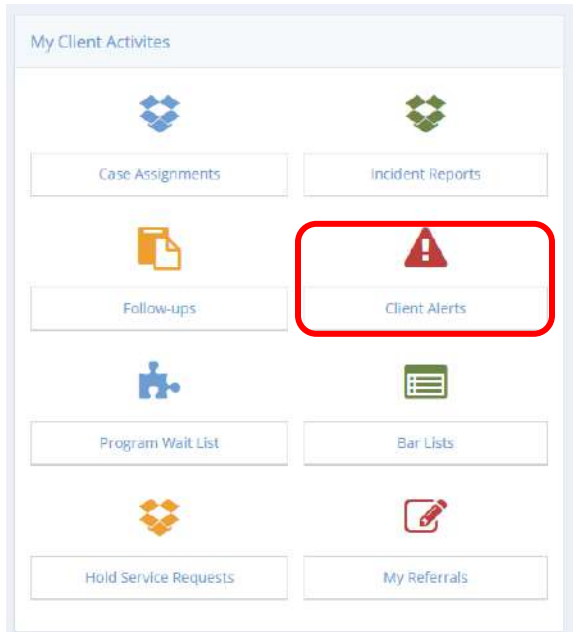 My Client Activites
Case Assignments
Incident Reports
Follow-ups
Client Alerts
Program Wait List
Bar Lists
Hold Service Requests
My Referrals